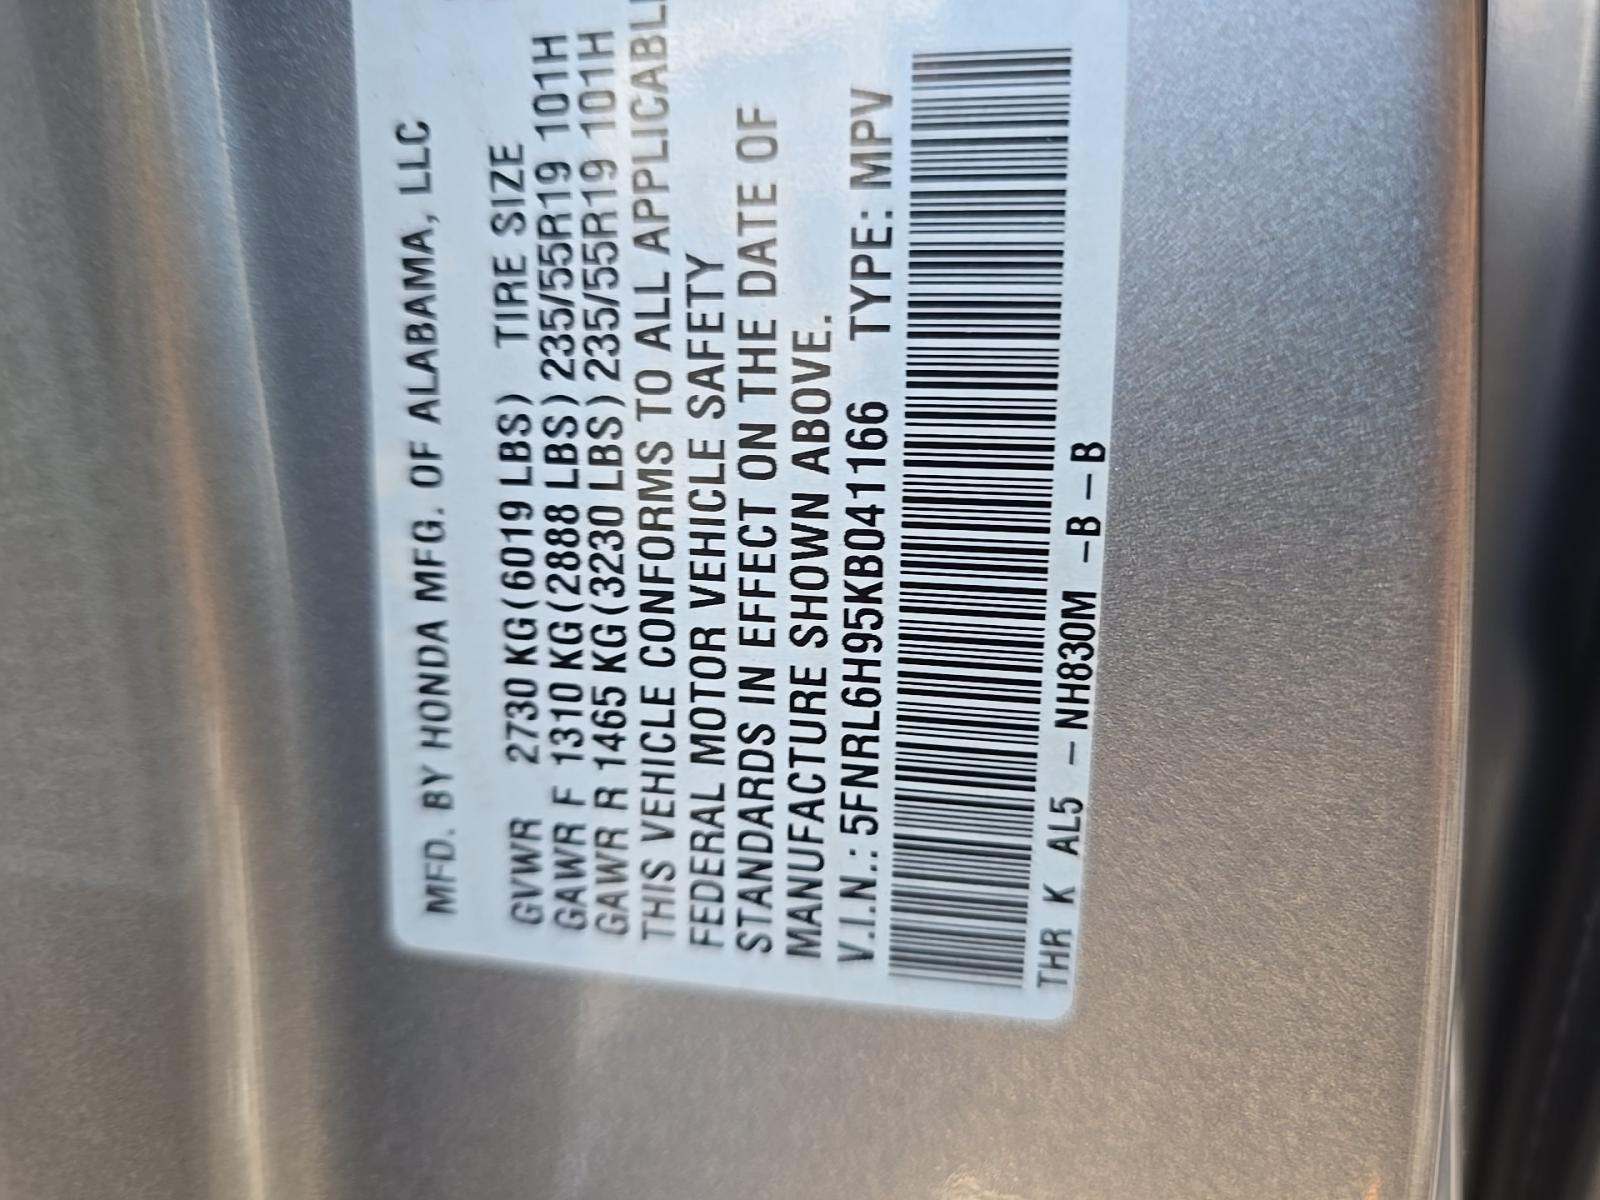 MFD. BY HONDA MFG. OF ALABAMA, LLC
GVWR 2730 KG(6019 LBS) TIRE SIZE
GAWR F 1310 KG(2888 LBS) 235/55R19 101H
GAWR R 1465 KG(3230 LBS) 235/55R19 101H
THIS VEHICLE CONFORMS TO ALL APPLICABL
FEDERAL MOTOR VEHICLE SAFETY
STANDARDS IN EFFECT ON THE DATE OF
MANUFACTURE SHOWN ABOVE.
V.I.N.: 5FNRL6H95KB041166 TYPE: MPV
THR K AL5 - NH830M -B-B